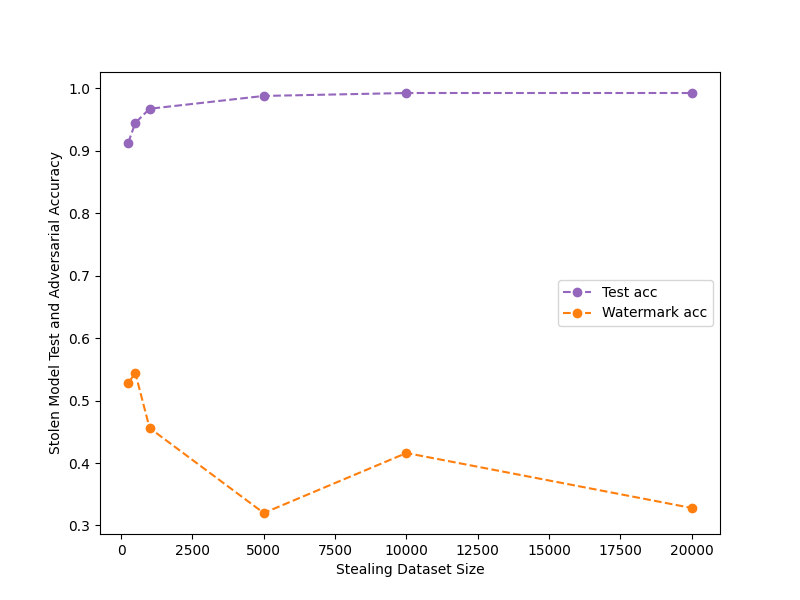 1.0
0.9
0.8
0.7
0.6
0.5
0.4
0.3
Stolen Model Test and Adversarial Accuracy
Test acc
Watermark acc
0 2500 5000 7500 10000 12500 15000 17500 20000
Stealing Dataset Size